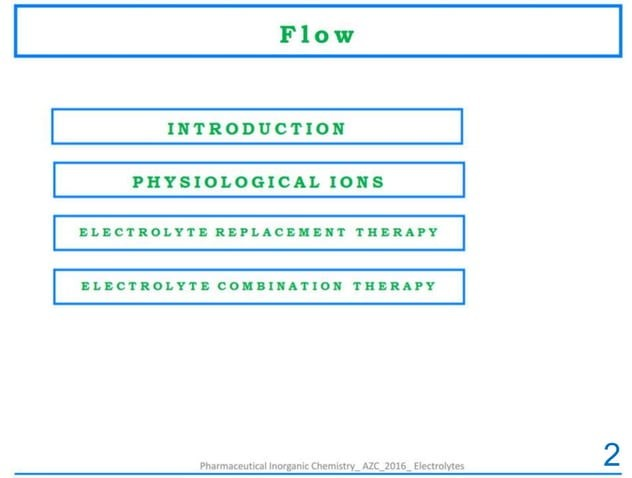 Flow
INTRODUCTION
PHYSIOLOGICAL IONS
ELECTROLYTE REPLACEMENT THERAPY
ELECTROLYTE COMBINATION THERAPY
Pharmaceutical Inorganic Chemistry_ AZC_2016_ Electrolytes
2